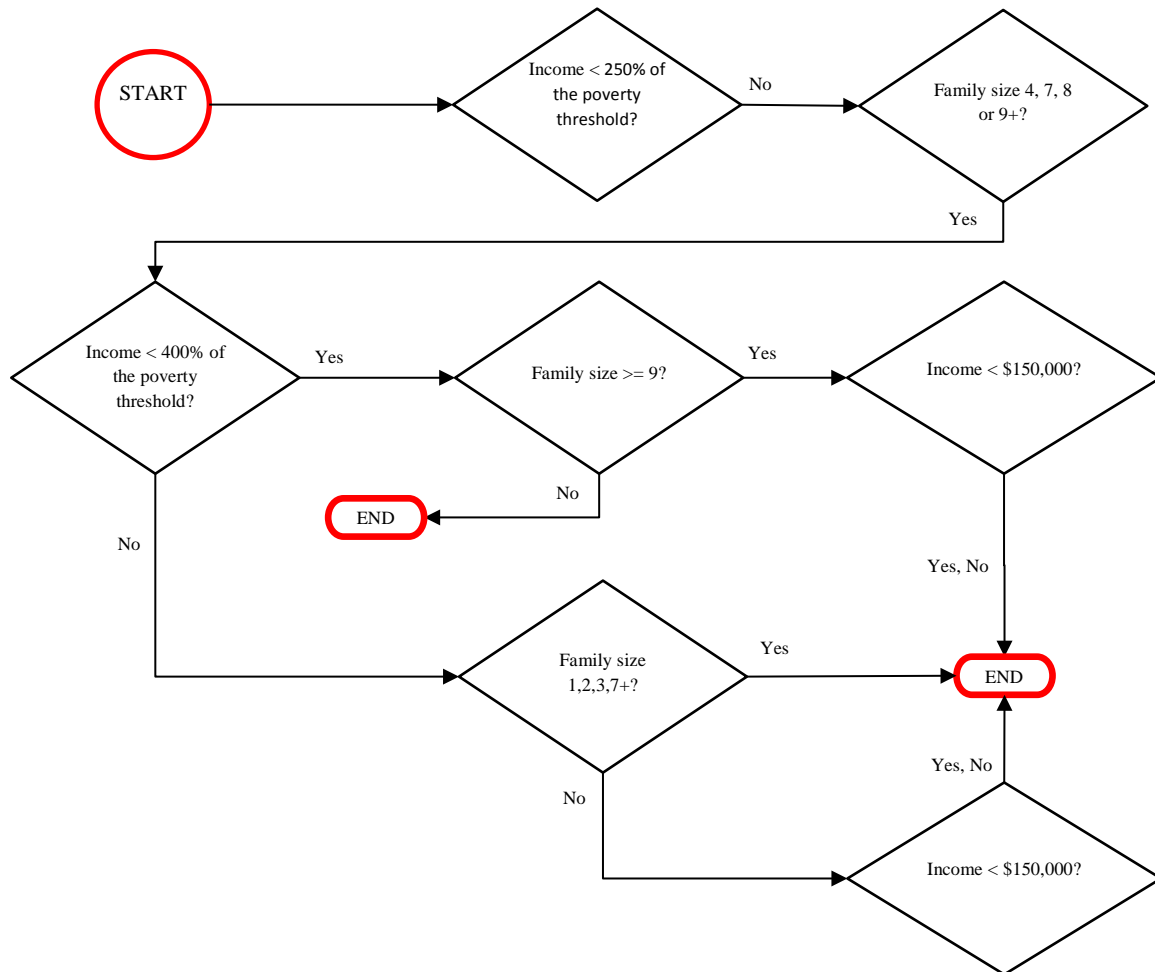 START
Income < 250% of
the poverty
threshold?
No
Family size 4, 7, 8
or 9+?
Yes
Income < 400% of
the poverty
threshold?
Yes
Family size >= 9?
Yes
Income < $150,000?
No
END
No
Yes, No
Family size
1,2,3,7+?
Yes
END
No
Yes, No
Income < $150,000?